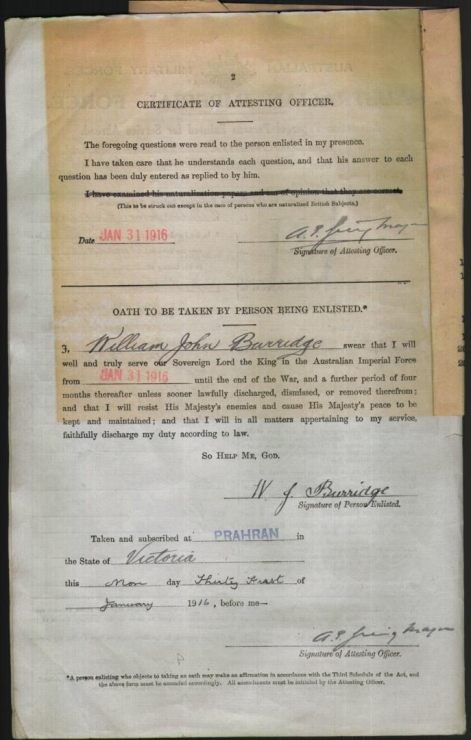 2
CERTIFICATE OF ATTESTING OFFICER.
The foregoing questions were read to the person enlisted in my presence.
I have taken care that he understands each question, and that his answer to each
question has been duly entered as replied to by him.
I have examined his naturalization papers and am of opinion that they are correct.
(This to be struck out except in the case of persons who are naturalized British Subjects.)
Date JAN 31 1916
Signature of Attesting Officer.
OATH TO BE TAKEN BY PERSON BEING ENLISTED.*
3. William John Burridge swear that I will
well and truly serve our Sovereign Lord the King in the Australian Imperial Force
from JAN 31 1916 until the end of the War, and a further period of four
months thereafter unless sooner lawfully discharged, dismissed, or removed therefrom;
and that I will resist His Majesty's enemies and cause His Majesty's peace to be
kept and maintained; and that I will in all matters appertaining to my service,
faithfully discharge my duty according to law.
SO HELP ME, GOD.
W J Burridge
Signature of Person Enlisted.
Taken and subscribed at PRAHRAN in
the State of Victoria
this Mon day Thirty First of
January 1916, before me—
Signature of Attesting Officer.
*A person enlisting who objects to taking an oath may make an affirmation in accordance with the Third Schedule of the Act, and
the above form must be amended accordingly. All amendments must be initialed by the Attesting Officer.